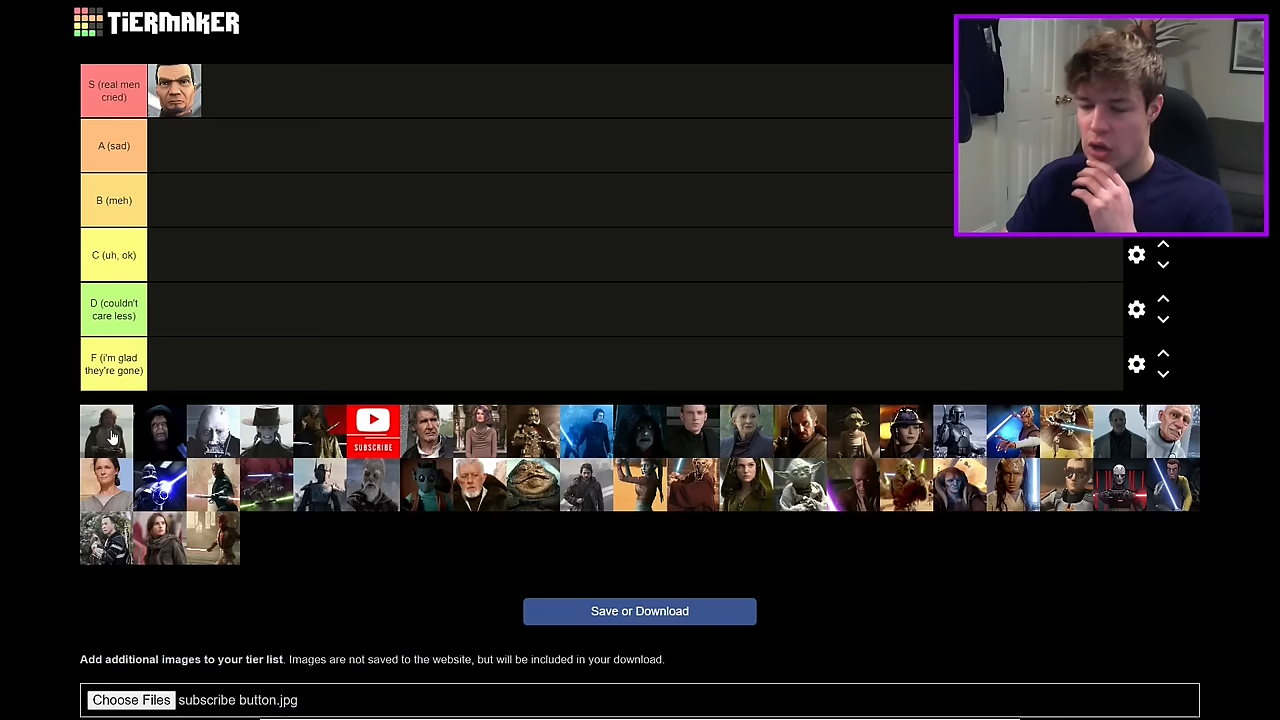 TiERMAKER
S (real men
cried)
A (sad)
B (meh)
C (uh, ok)
D (couldn't
care less)
F (i'm glad
they're gone)
SUBSCRIBE
Save or Download
Add additional images to your tier list. Images are not saved to the website, but will be included in your download.
Choose Files subscribe button.jpg